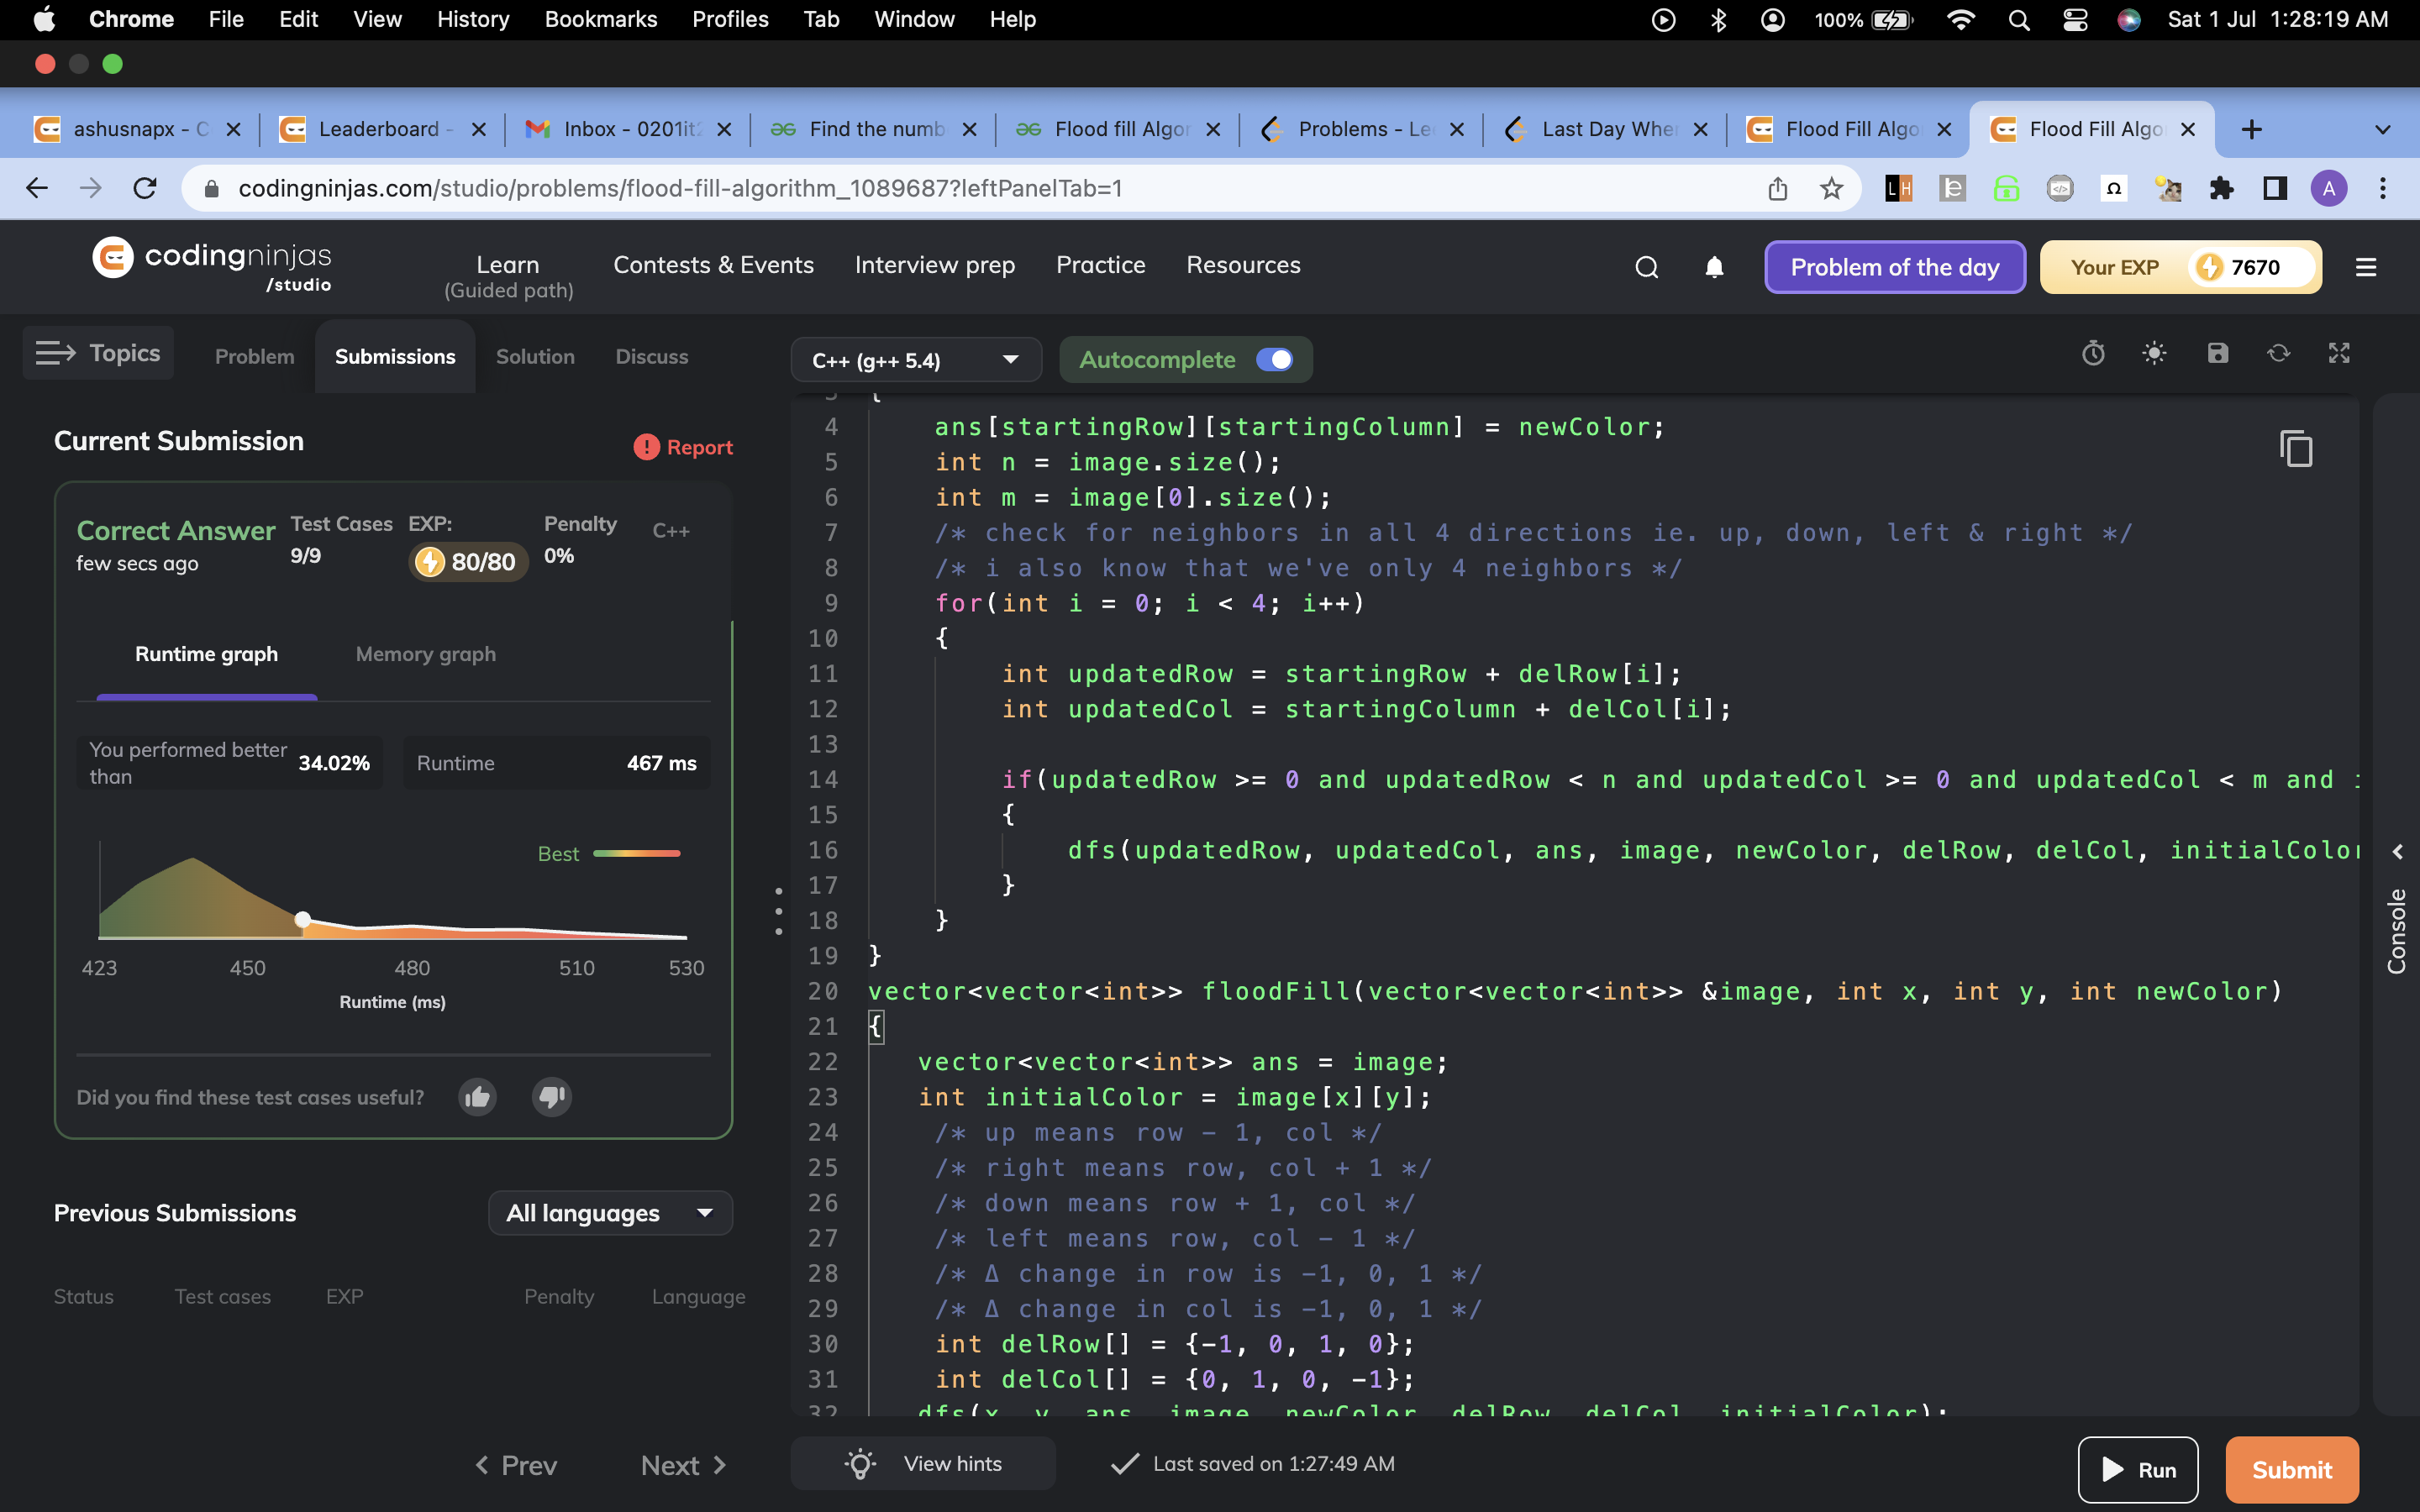 Chrome File Edit View History Bookmarks Profiles Tab Window Help 100% Sat 1 Jul 1:28:19 AM
ashusnapx - C Leaderboard - Inbox - 0201it Find the numb Flood fill Algor Problems - Le Last Day Whe Flood Fill Algo Flood Fill Algo
codingninjas.com/studio/problems/flood-fill-algorithm_1089687?leftPanelTab=1 A
codingninjas
/studio
Learn
(Guided path)
Contests & Events Interview prep Practice Resources
Problem of the day Your EXP 7670
Topics Problem Submissions Solution Discuss
Current Submission
Report
Correct Answer
few secs ago
Test Cases
9/9
EXP:
80/80
Penalty
0%
C++
Runtime graph Memory graph
You performed better
than
34.02%
Runtime 467 ms
Best
423 450 480 510 530
Runtime (ms)
Did you find these test cases useful?
Previous Submissions All languages
Status Test cases EXP Penalty Language
Prev Next
C++ (g++ 5.4) Autocomplete
3 {
4 ans[startingRow][startingColumn] = newColor;
5 int n = image.size();
6 int m = image[0].size();
7 /* check for neighbors in all 4 directions ie. up, down, left & right */
8 /* i also know that we've only 4 neighbors */
9 for(int i = 0; i < 4; i++)
10 {
11 int updatedRow = startingRow + delRow[i];
12 int updatedCol = startingColumn + delCol[i];
13
14 if(updatedRow >= 0 and updatedRow < n and updatedCol >= 0 and updatedCol < m and
15 {
16 dfs(updatedRow, updatedCol, ans, image, newColor, delRow, delCol, initialColor
17 }
18 }
19 }
20 vector<vector<int>> floodFill(vector<vector<int>> &image, int x, int y, int newColor)
21 {
22 vector<vector<int>> ans = image;
23 int initialColor = image[x][y];
24 /* up means row - 1, col */
25 /* right means row, col + 1 */
26 /* down means row + 1, col */
27 /* left means row, col - 1 */
28 /* Δ change in row is -1, 0, 1 */
29 /* Δ change in col is -1, 0, 1 */
30 int delRow[] = {-1, 0, 1, 0};
31 int delCol[] = {0, 1, 0, -1};
32 dfs(x, y, ans, image, newColor, delRow, delCol, initialColor);
Console
View hints Last saved on 1:27:49 AM
Run Submit